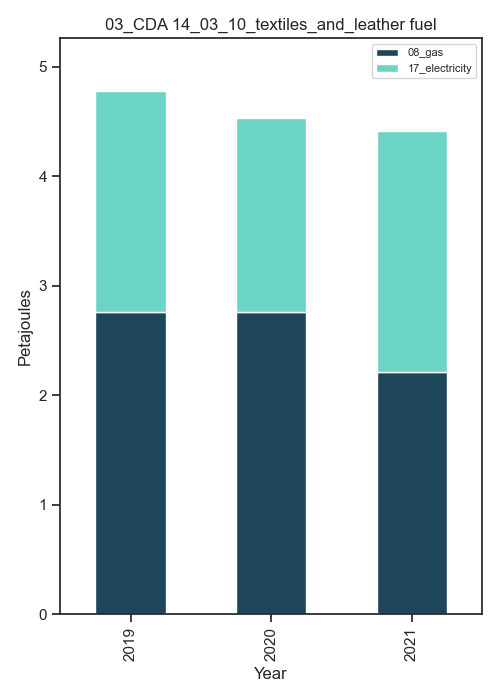 03_CDA 14_03_10_textiles_and_leather fuel
08_gas
17_electricity
5
4
3
2
1
0
Petajoules
2019
2020
2021
Year